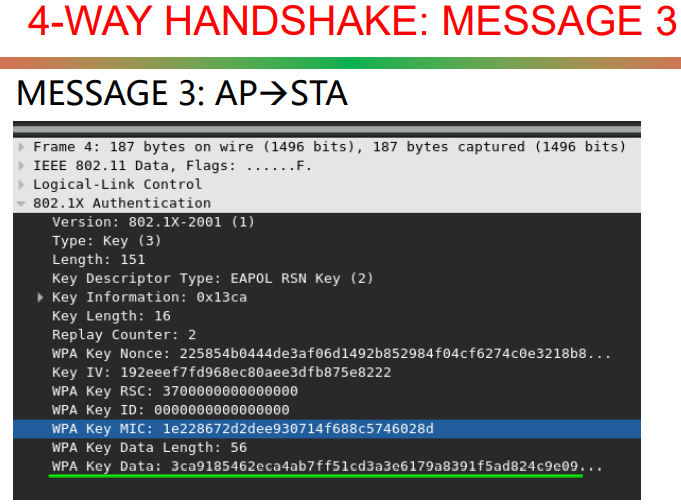 4-WAY HANDSHAKE: MESSAGE 3
MESSAGE 3: AP→STA
Frame 4: 187 bytes on wire (1496 bits), 187 bytes captured (1496 bits)
IEEE 802.11 Data, Flags: ......F.
Logical-Link Control
802.1X Authentication
Version: 802.1X-2001 (1)
Type: Key (3)
Length: 151
Key Descriptor Type: EAPOL RSN Key (2)
Key Information: 0x13ca
Key Length: 16
Replay Counter: 2
WPA Key Nonce: 225854b0444de3af06d1492b852984f04cf6274c0e3218b8...
Key IV: 192eeef7fd968ec80aee3dfb875e8222
WPA Key RSC: 3700000000000000
WPA Key ID: 0000000000000000
WPA Key MIC: 1e228672d2dee930714f688c5746028d
WPA Key Data Length: 56
WPA Key Data: 3ca9185462eca4ab7ff51cd3a3e6179a8391f5ad824c9e09...